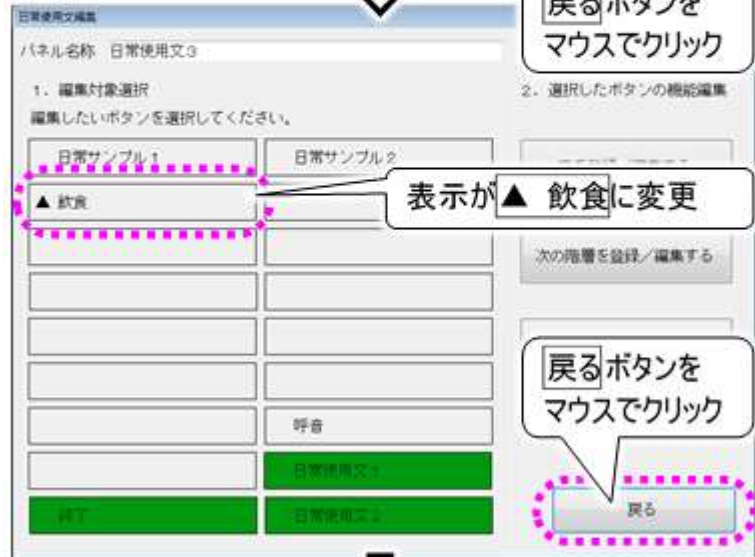 日常使用文編集
戻るボタンを
マウスでクリック
パネル名称 日常使用文3
1. 編集対象選択
編集したいボタンを選択してください。
2. 選択したボタンの機能編集
日常サンプル1
日常サンプル2
▲ 飲食
表示が▲ 飲食に変更
次の階層を登録/編集する
戻るボタンを
マウスでクリック
呼音
日常使用文1
終了
日常使用文2
戻る